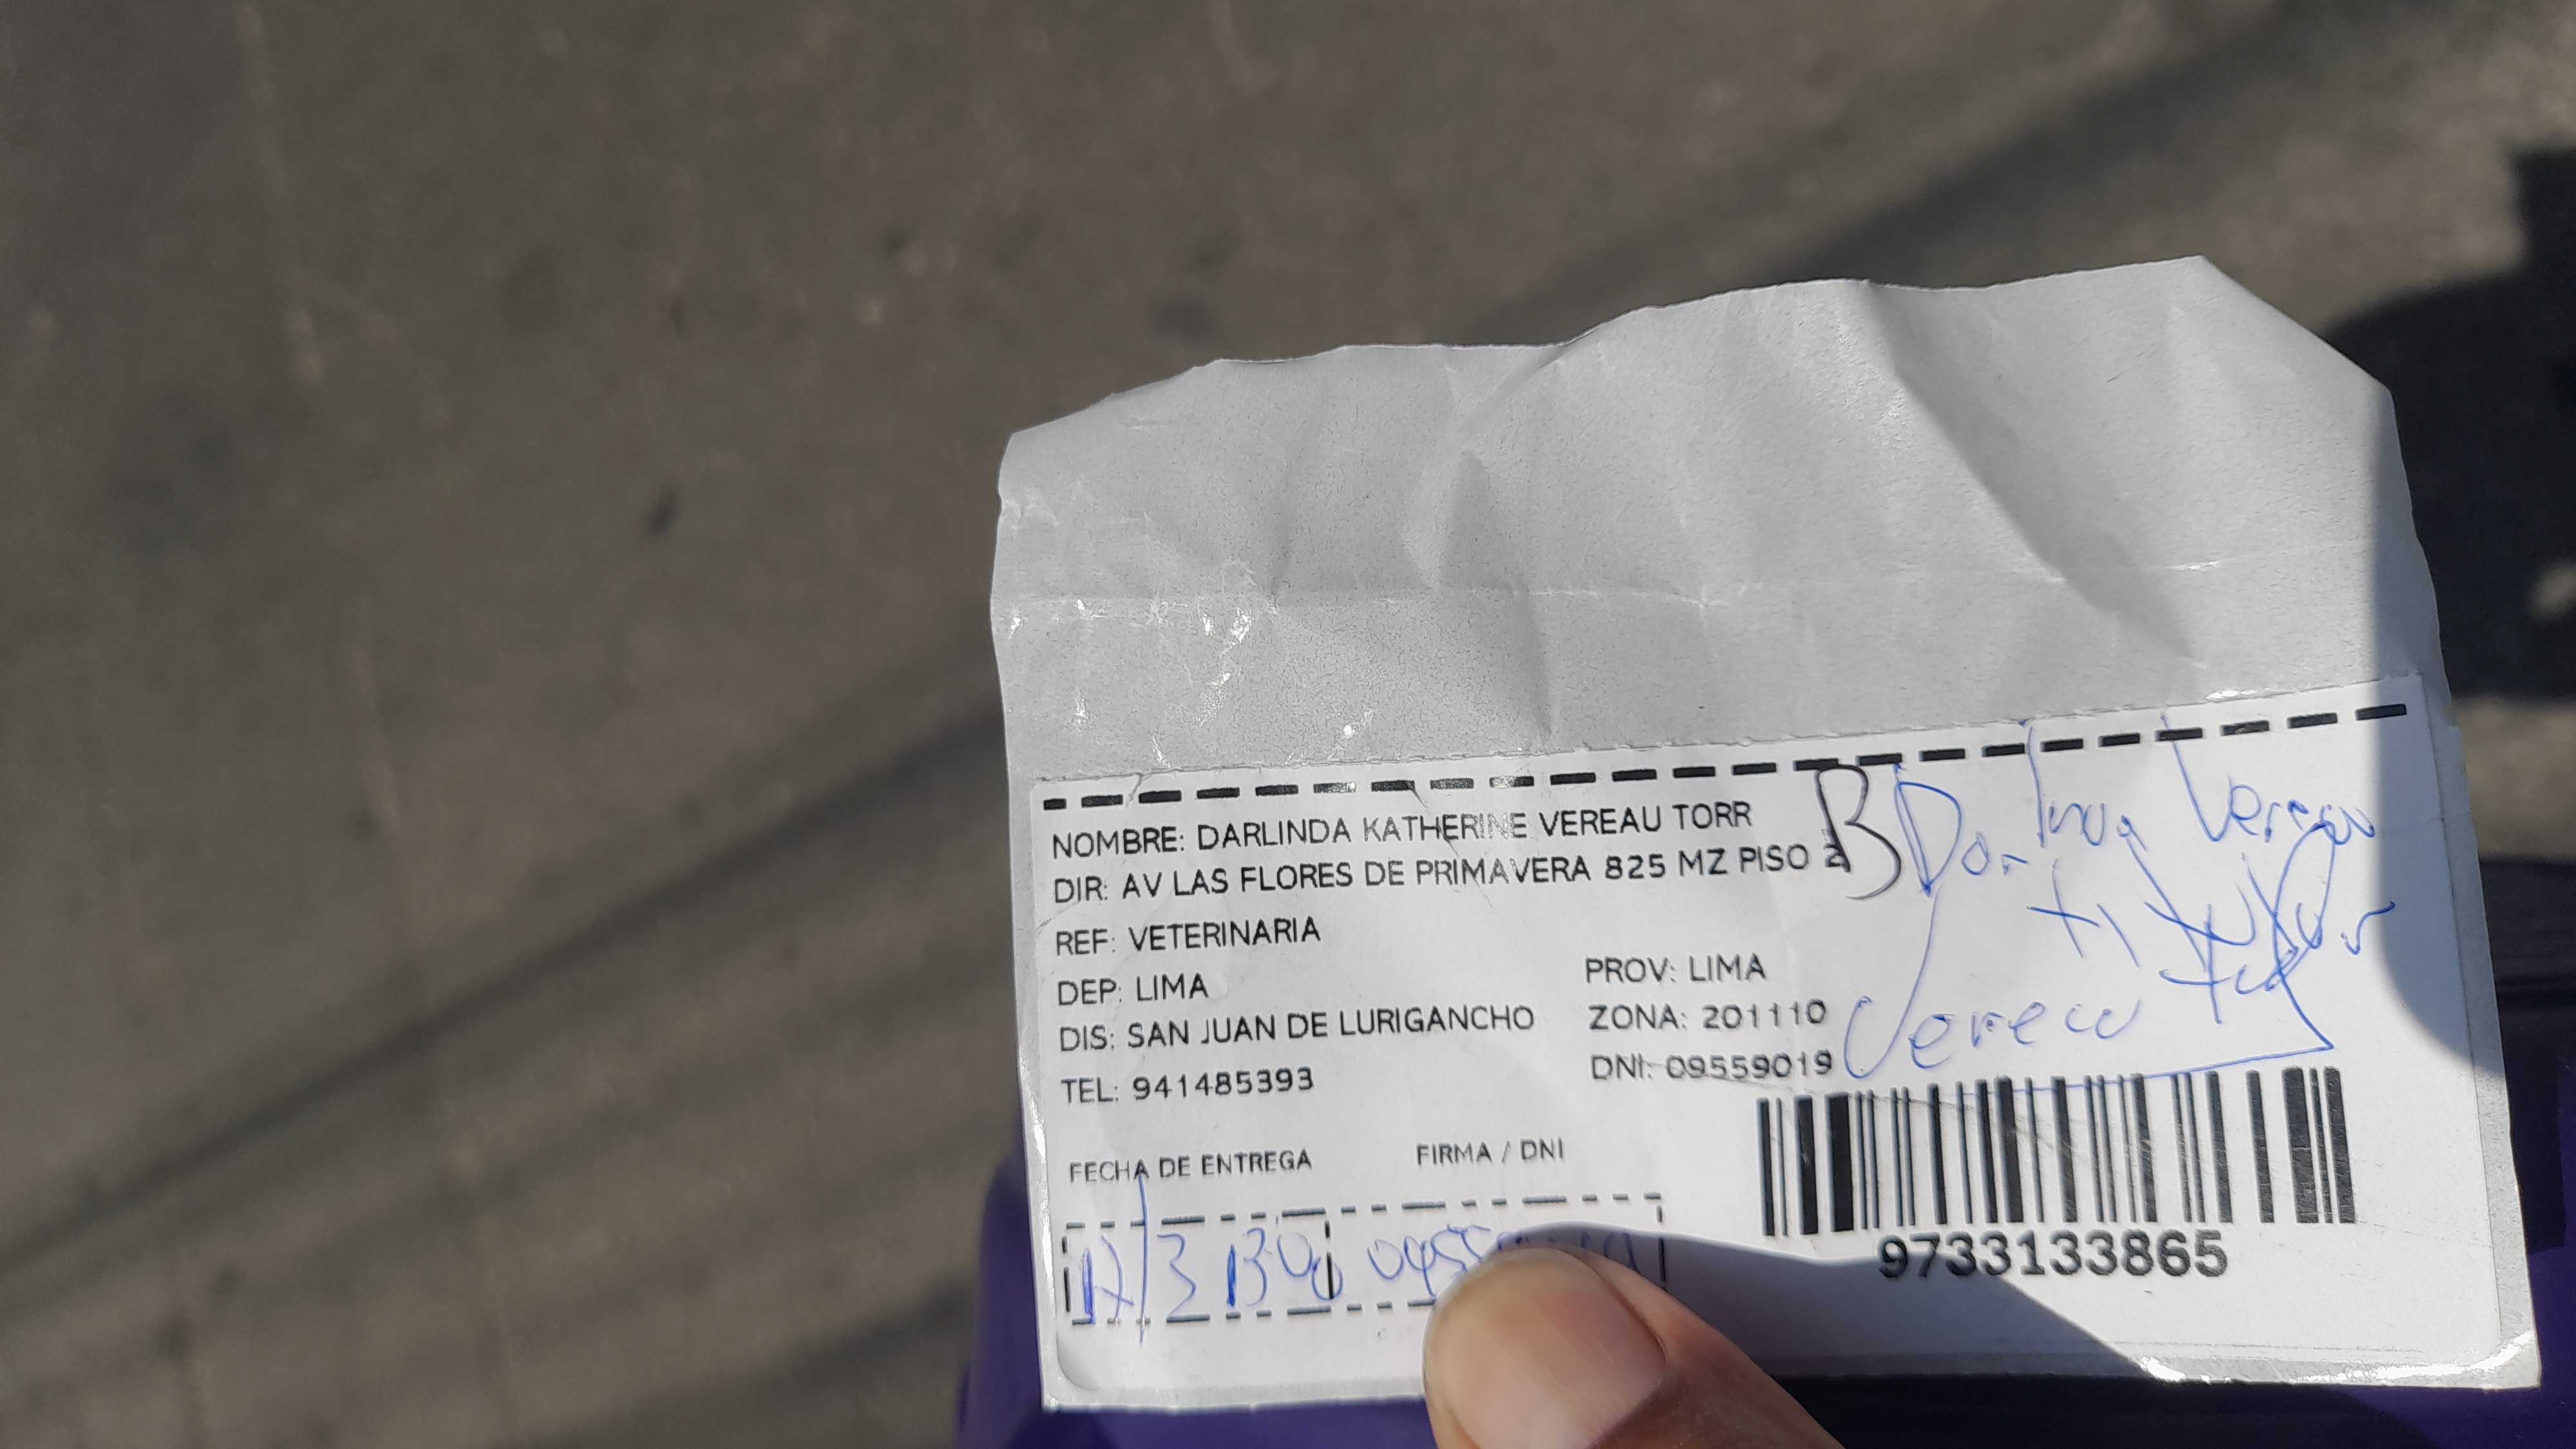 NOMBRE: DARLINDA KATHERINE VEREAU TORR
DIR: AV LAS FLORES DE PRIMAVERA 825 MZ PISO 2
B
REF: VETERINARIA
DEP: LIMA
PROV: LIMA
DIS: SAN JUAN DE LURIGANCHO
ZONA: 201110
TEL: 941485393
DNI: 09559019
Vereau
FECHA DE ENTREGA
FIRMA / DNI
9733133865